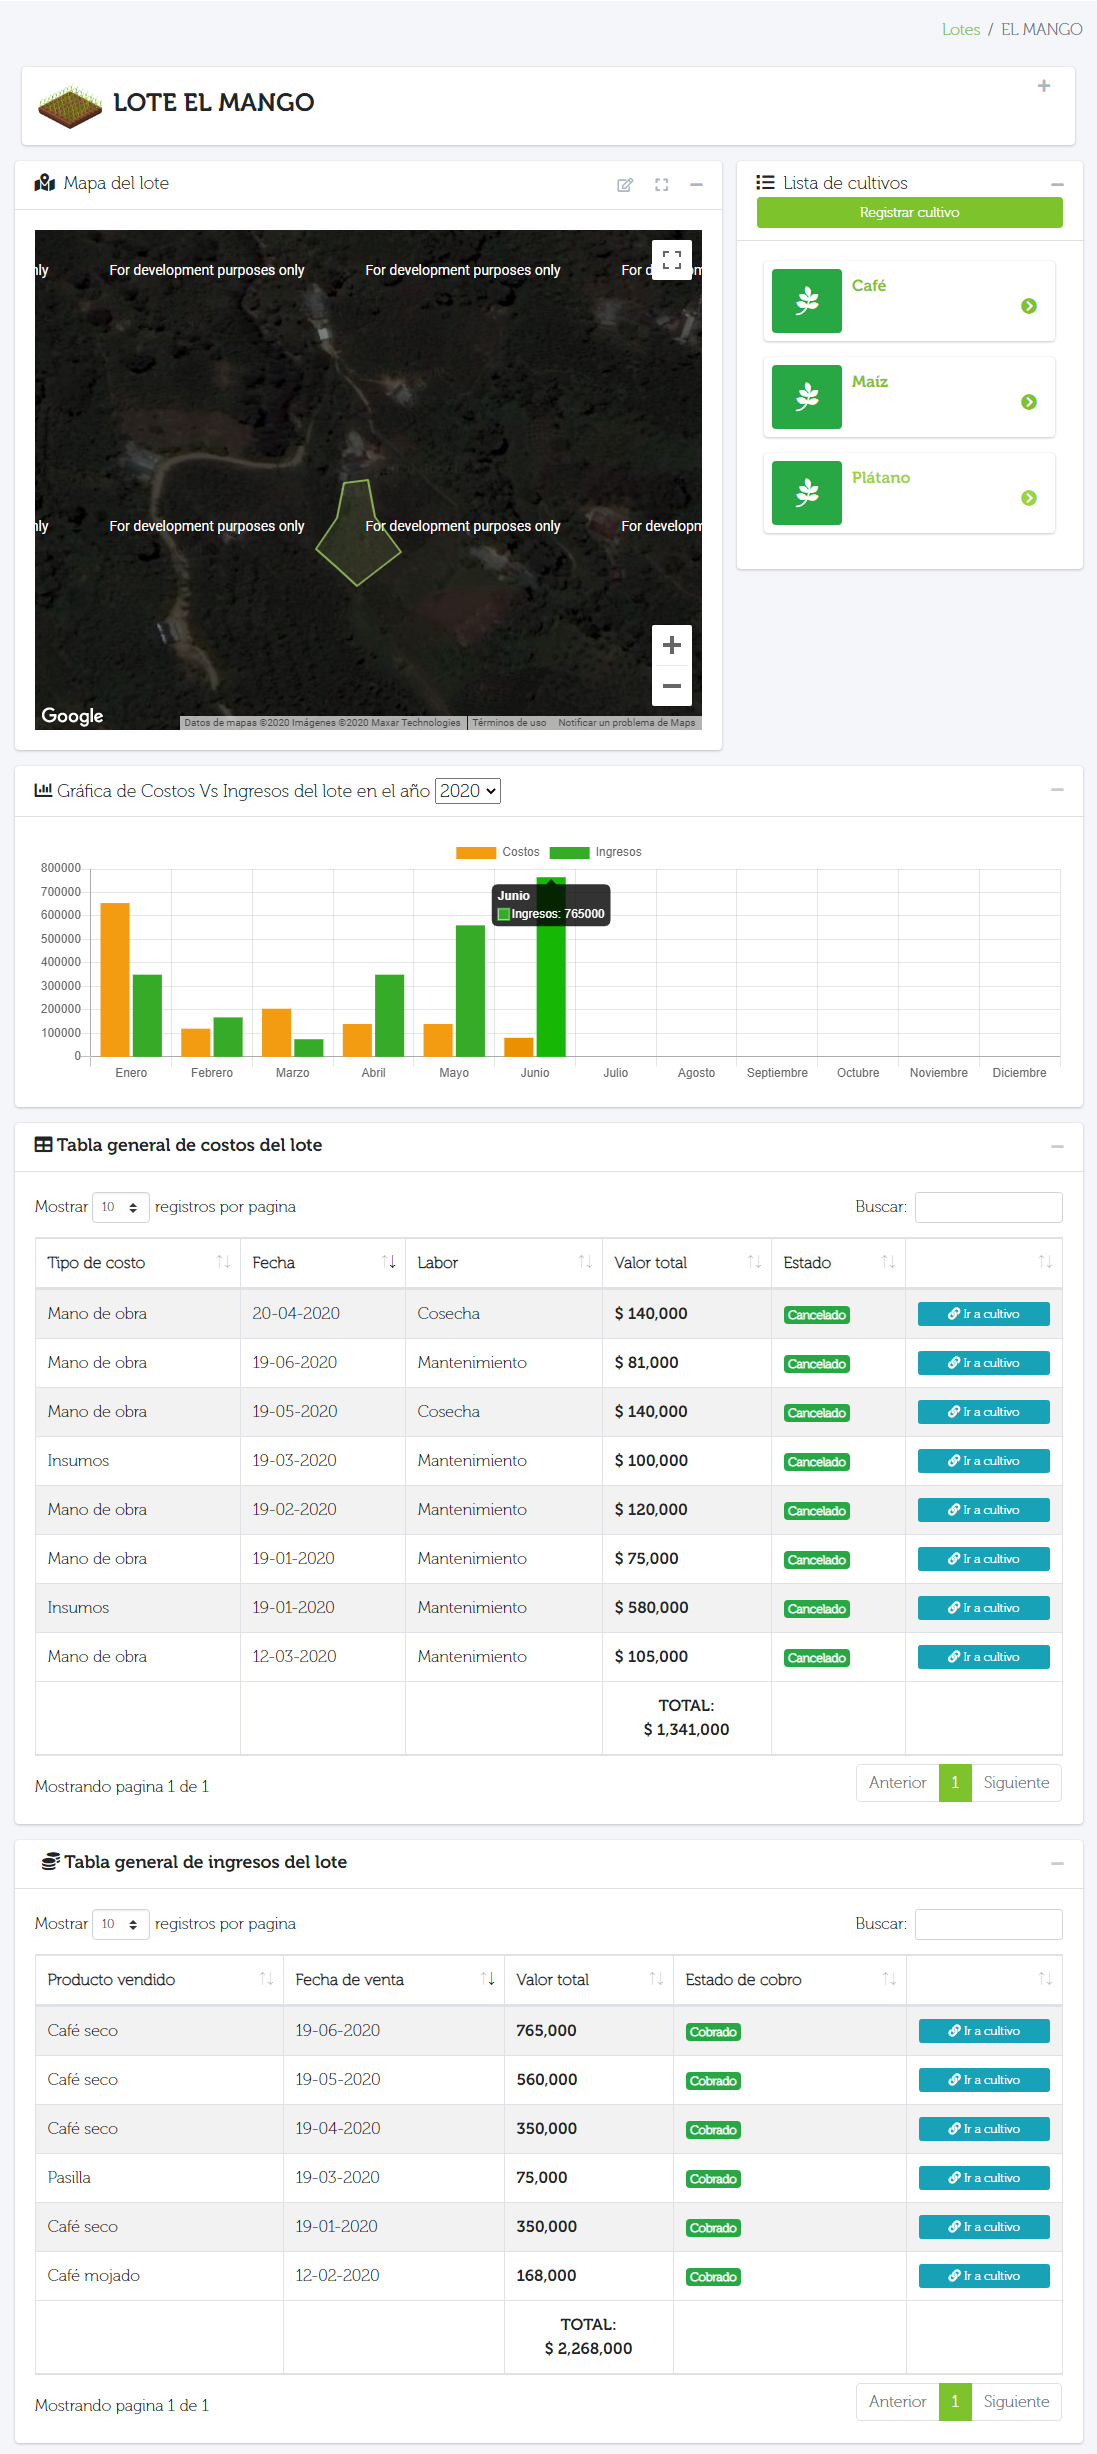 Lotes / EL MANGO
LOTE EL MANGO
Mapa del lote
nly For development purposes only For development purposes only For d
nly For development purposes only For development purposes only For developm
Google
Datos de mapas ©2020 Imágenes ©2020 Maxar Technologies Términos de uso Notificar un problema de Maps
Lista de cultivos
Registrar cultivo
Café
Maíz
Plátano
Gráfica de Costos Vs Ingresos del lote en el año 2020
Costos Ingresos
800000
700000
600000
500000
400000
300000
200000
100000
0
Junio
Ingresos: 765000
Enero Febrero Marzo Abril Mayo Junio Julio Agosto Septiembre Octubre Noviembre Diciembre
Tabla general de costos del lote
Mostrar 10 registros por pagina Buscar:
Tipo de costo Fecha Labor Valor total Estado
Mano de obra 20-04-2020 Cosecha $ 140,000 Cancelado Ir a cultivo
Mano de obra 19-06-2020 Mantenimiento $ 81,000 Cancelado Ir a cultivo
Mano de obra 19-05-2020 Cosecha $ 140,000 Cancelado Ir a cultivo
Insumos 19-03-2020 Mantenimiento $ 100,000 Cancelado Ir a cultivo
Mano de obra 19-02-2020 Mantenimiento $ 120,000 Cancelado Ir a cultivo
Mano de obra 19-01-2020 Mantenimiento $ 75,000 Cancelado Ir a cultivo
Insumos 19-01-2020 Mantenimiento $ 580,000 Cancelado Ir a cultivo
Mano de obra 12-03-2020 Mantenimiento $ 105,000 Cancelado Ir a cultivo
TOTAL:
$ 1,341,000
Mostrando pagina 1 de 1 Anterior 1 Siguiente
Tabla general de ingresos del lote
Mostrar 10 registros por pagina Buscar:
Producto vendido Fecha de venta Valor total Estado de cobro
Café seco 19-06-2020 765,000 Cobrado Ir a cultivo
Café seco 19-05-2020 560,000 Cobrado Ir a cultivo
Café seco 19-04-2020 350,000 Cobrado Ir a cultivo
Pasilla 19-03-2020 75,000 Cobrado Ir a cultivo
Café seco 19-01-2020 350,000 Cobrado Ir a cultivo
Café mojado 12-02-2020 168,000 Cobrado Ir a cultivo
TOTAL:
$ 2,268,000
Mostrando pagina 1 de 1 Anterior 1 Siguiente